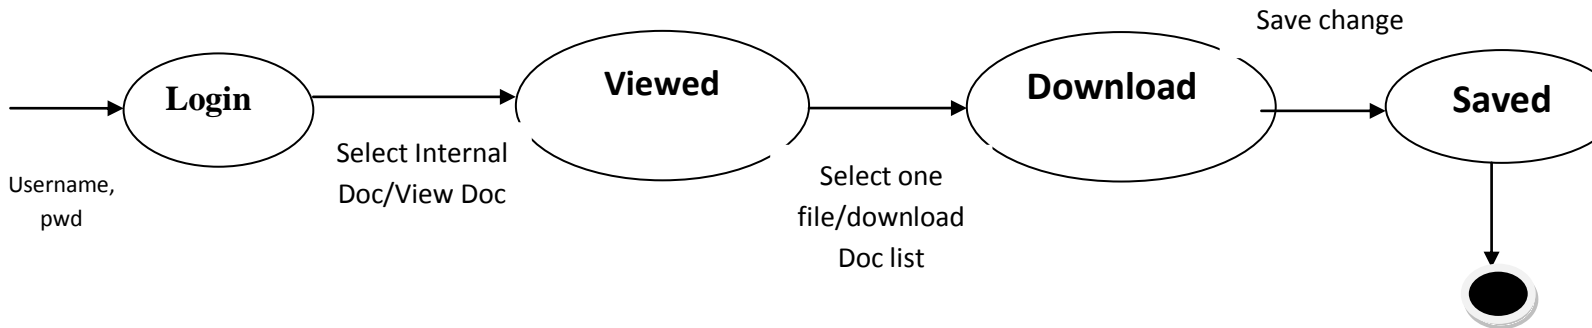 Save change
Login
Viewed
Download
Saved
Username,
pwd
Select Internal
Doc/View Doc
Select one
file/download
Doc list